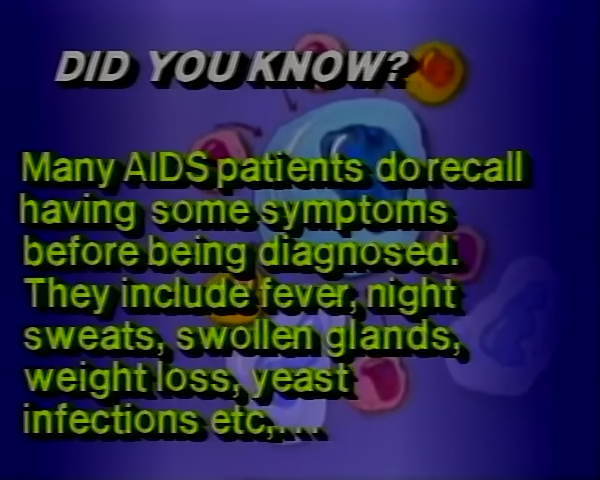 DID YOU KNOW?
Many AIDS patients do recall
having some symptoms
before being diagnosed.
They include fever, night
sweats, swollen glands,
weight loss, yeast
infections etc,...